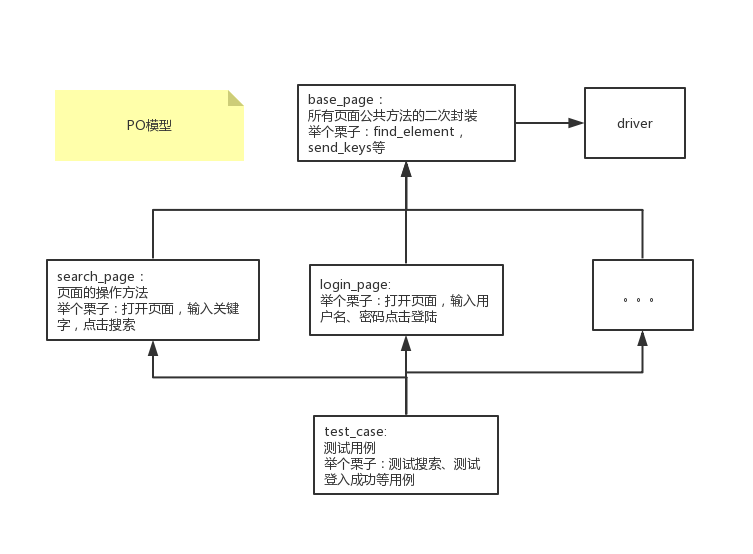 PO模型
base_page：
所有页面公共方法的二次封装
举个栗子：find_element，
send_keys等
driver
search_page：
页面的操作方法
举个栗子：打开页面，输入关键
字，点击搜索
login_page:
举个栗子：打开页面，输入用
户名、密码点击登陆
。。。
test_case:
测试用例
举个栗子：测试搜索、测试
登入成功等用例